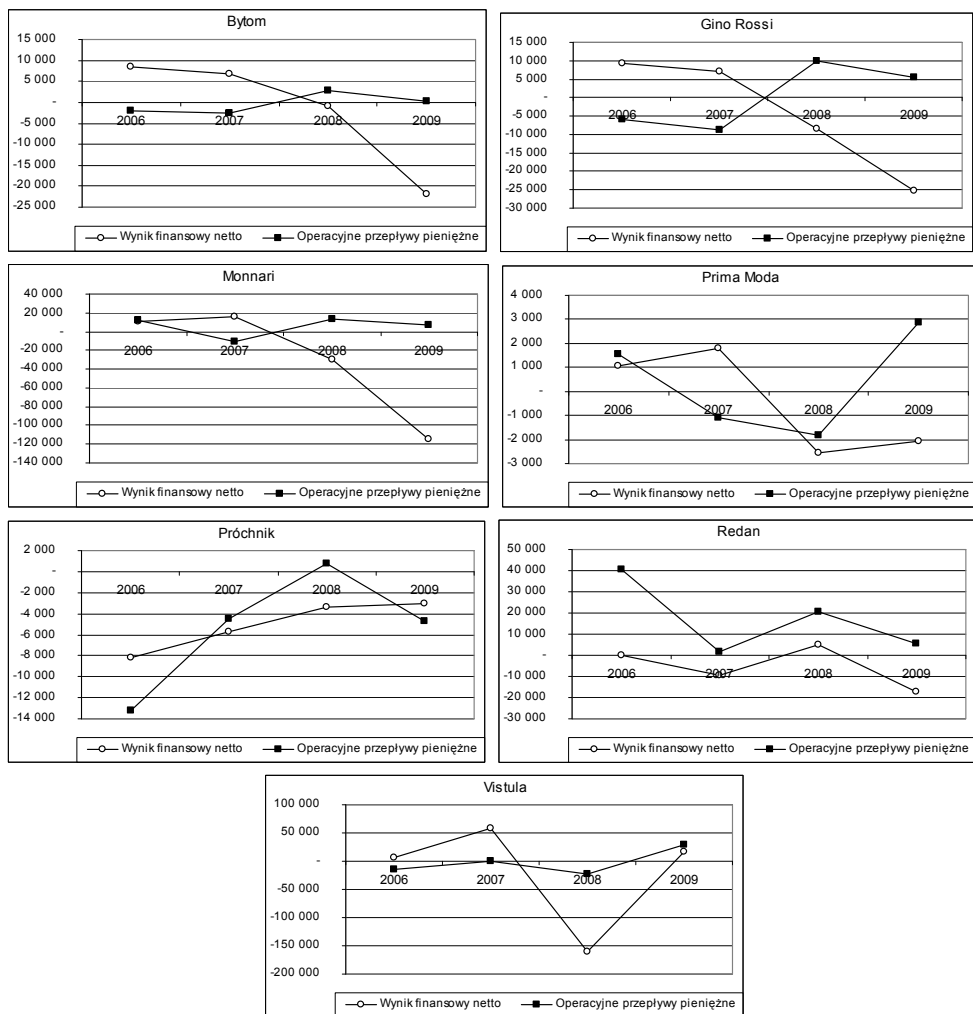 Bytom
15 000
10 000
5 000
-
-5 000
-10 000
-15 000
-20 000
-25 000
2006 2007 2008 2009
Wynik finansowy netto Operacyjne przepływy pieniężne
Gino Rossi
15 000
10 000
5 000
-
-5 000
-10 000
-15 000
-20 000
-25 000
-30 000
2006 2007 2008 2009
Wynik finansowy netto Operacyjne przepływy pieniężne
Monnari
40 000
20 000
-
-20 000
-40 000
-60 000
-80 000
-100 000
-120 000
-140 000
2006 2007 2008 2009
Wynik finansowy netto Operacyjne przepływy pieniężne
Prima Moda
4 000
3 000
2 000
1 000
-
-1 000
-2 000
-3 000
2006 2007 2008 2009
Wynik finansowy netto Operacyjne przepływy pieniężne
Próchnik
2 000
-
-2 000
-4 000
-6 000
-8 000
-10 000
-12 000
-14 000
2006 2007 2008 2009
Wynik finansowy netto Operacyjne przepływy pieniężne
Redan
50 000
40 000
30 000
20 000
10 000
-
-10 000
-20 000
-30 000
2006 2007 2008 2009
Wynik finansowy netto Operacyjne przepływy pieniężne
Vistula
100 000
50 000
-
-50 000
-100 000
-150 000
-200 000
2006 2007 2008 2009
Wynik finansowy netto Operacyjne przepływy pieniężne